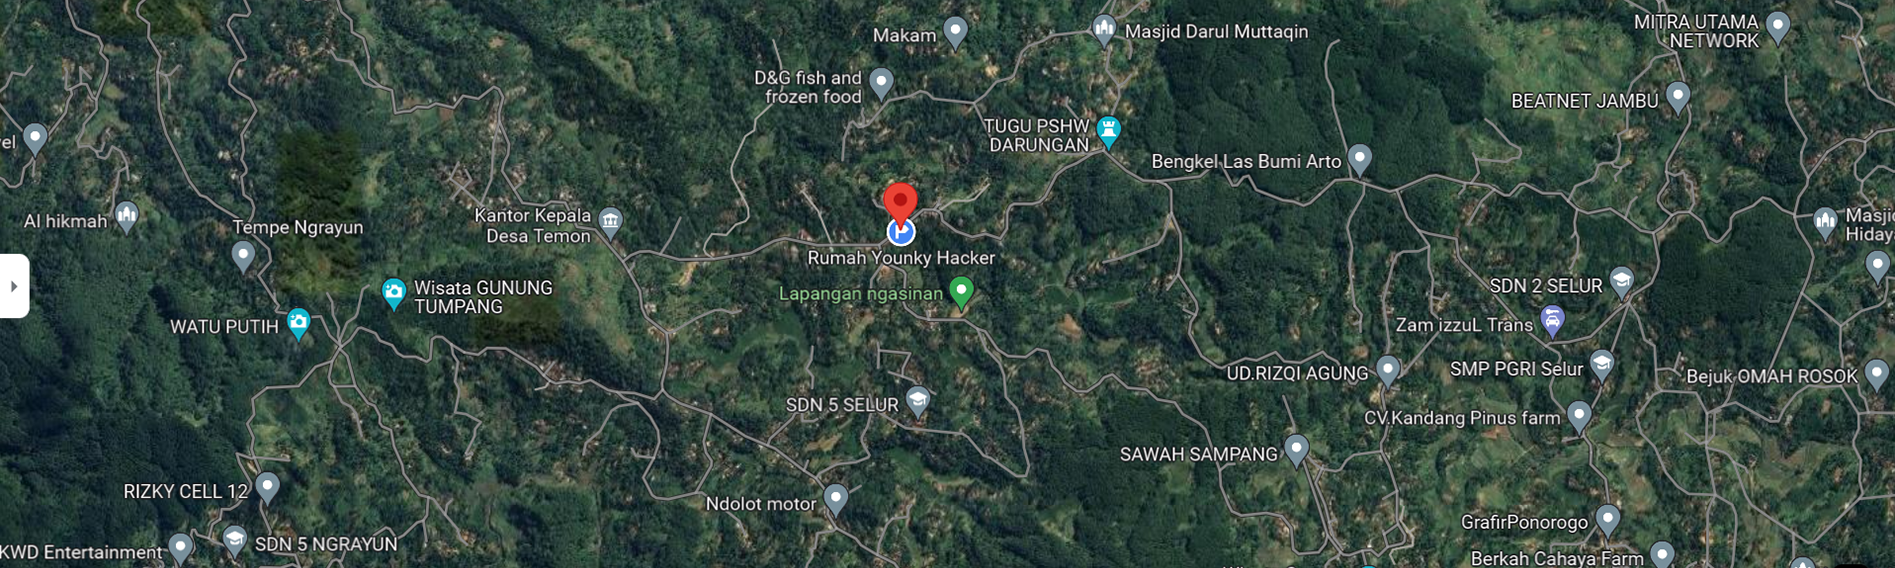 Makam
Masjid Darul Muttaqin
MITRA UTAMA
NETWORK
D&G fish and
frozen food
BEATNET JAMBU
TUGU PSHW
DARUNGAN
el
Bengkel Las Bumi Arto
Al hikmah
Tempe Ngrayun
Kantor Kepala
Desa Temon
Masji
Hiday
P
Rumah Younky Hacker
Wisata GUNUNG
TUMPANG
Lapangan ngasinan
SDN 2 SELUR
WATU PUTIH
Zam izzuL Trans
UD.RIZQI AGUNG
SMP PGRI Selur
Bejuk OMAH ROSOK
SDN 5 SELUR
CV.Kandang Pinus farm
SAWAH SAMPANG
RIZKY CELL 12
Ndolot motor
GrafirPonorogo
SDN 5 NGRAYUN
KWD Entertainment
Berkah Cahaya Farm